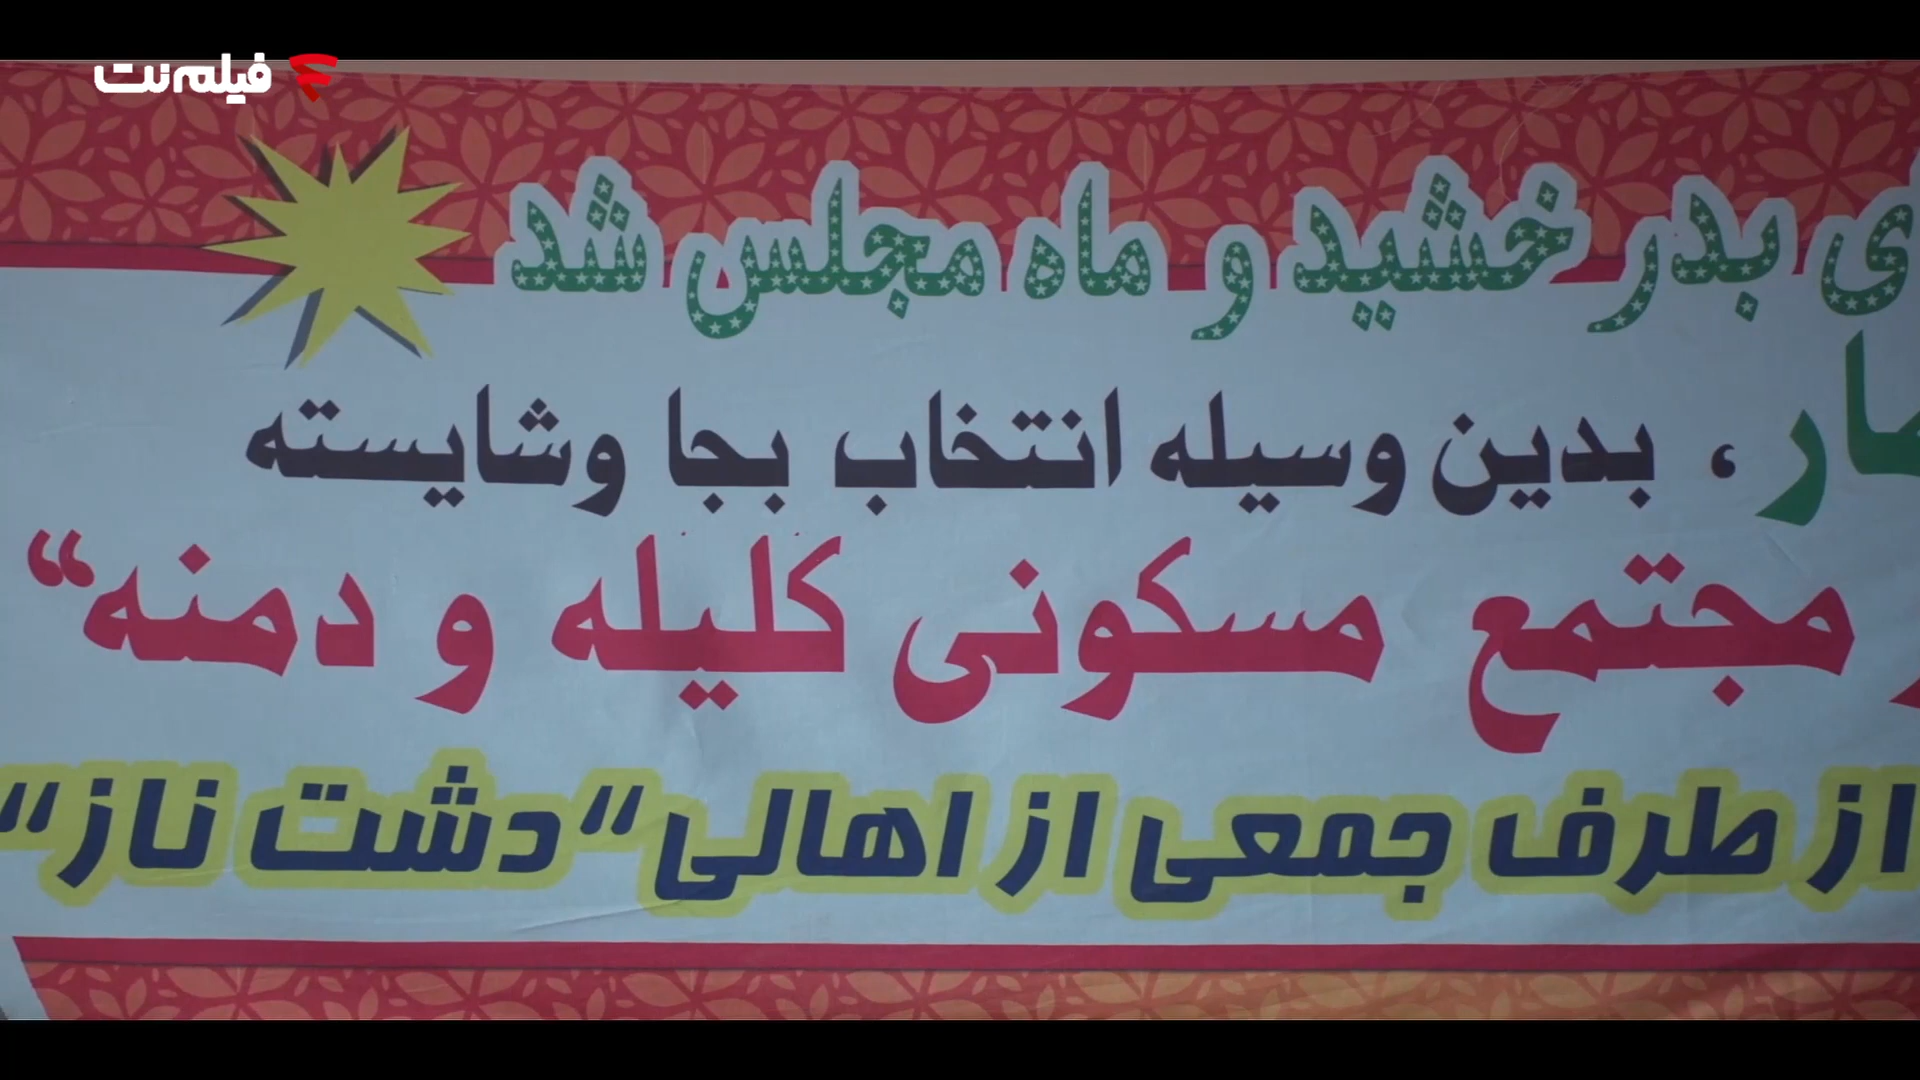 فیلم‌نت
بدر خشید و ماه مجلس شد
، بدین وسیله انتخاب بجا وشایسته
مجتمع مسکونی کلیله و دمنه“
از طرف جمعی از اهالی “دشت ناز”